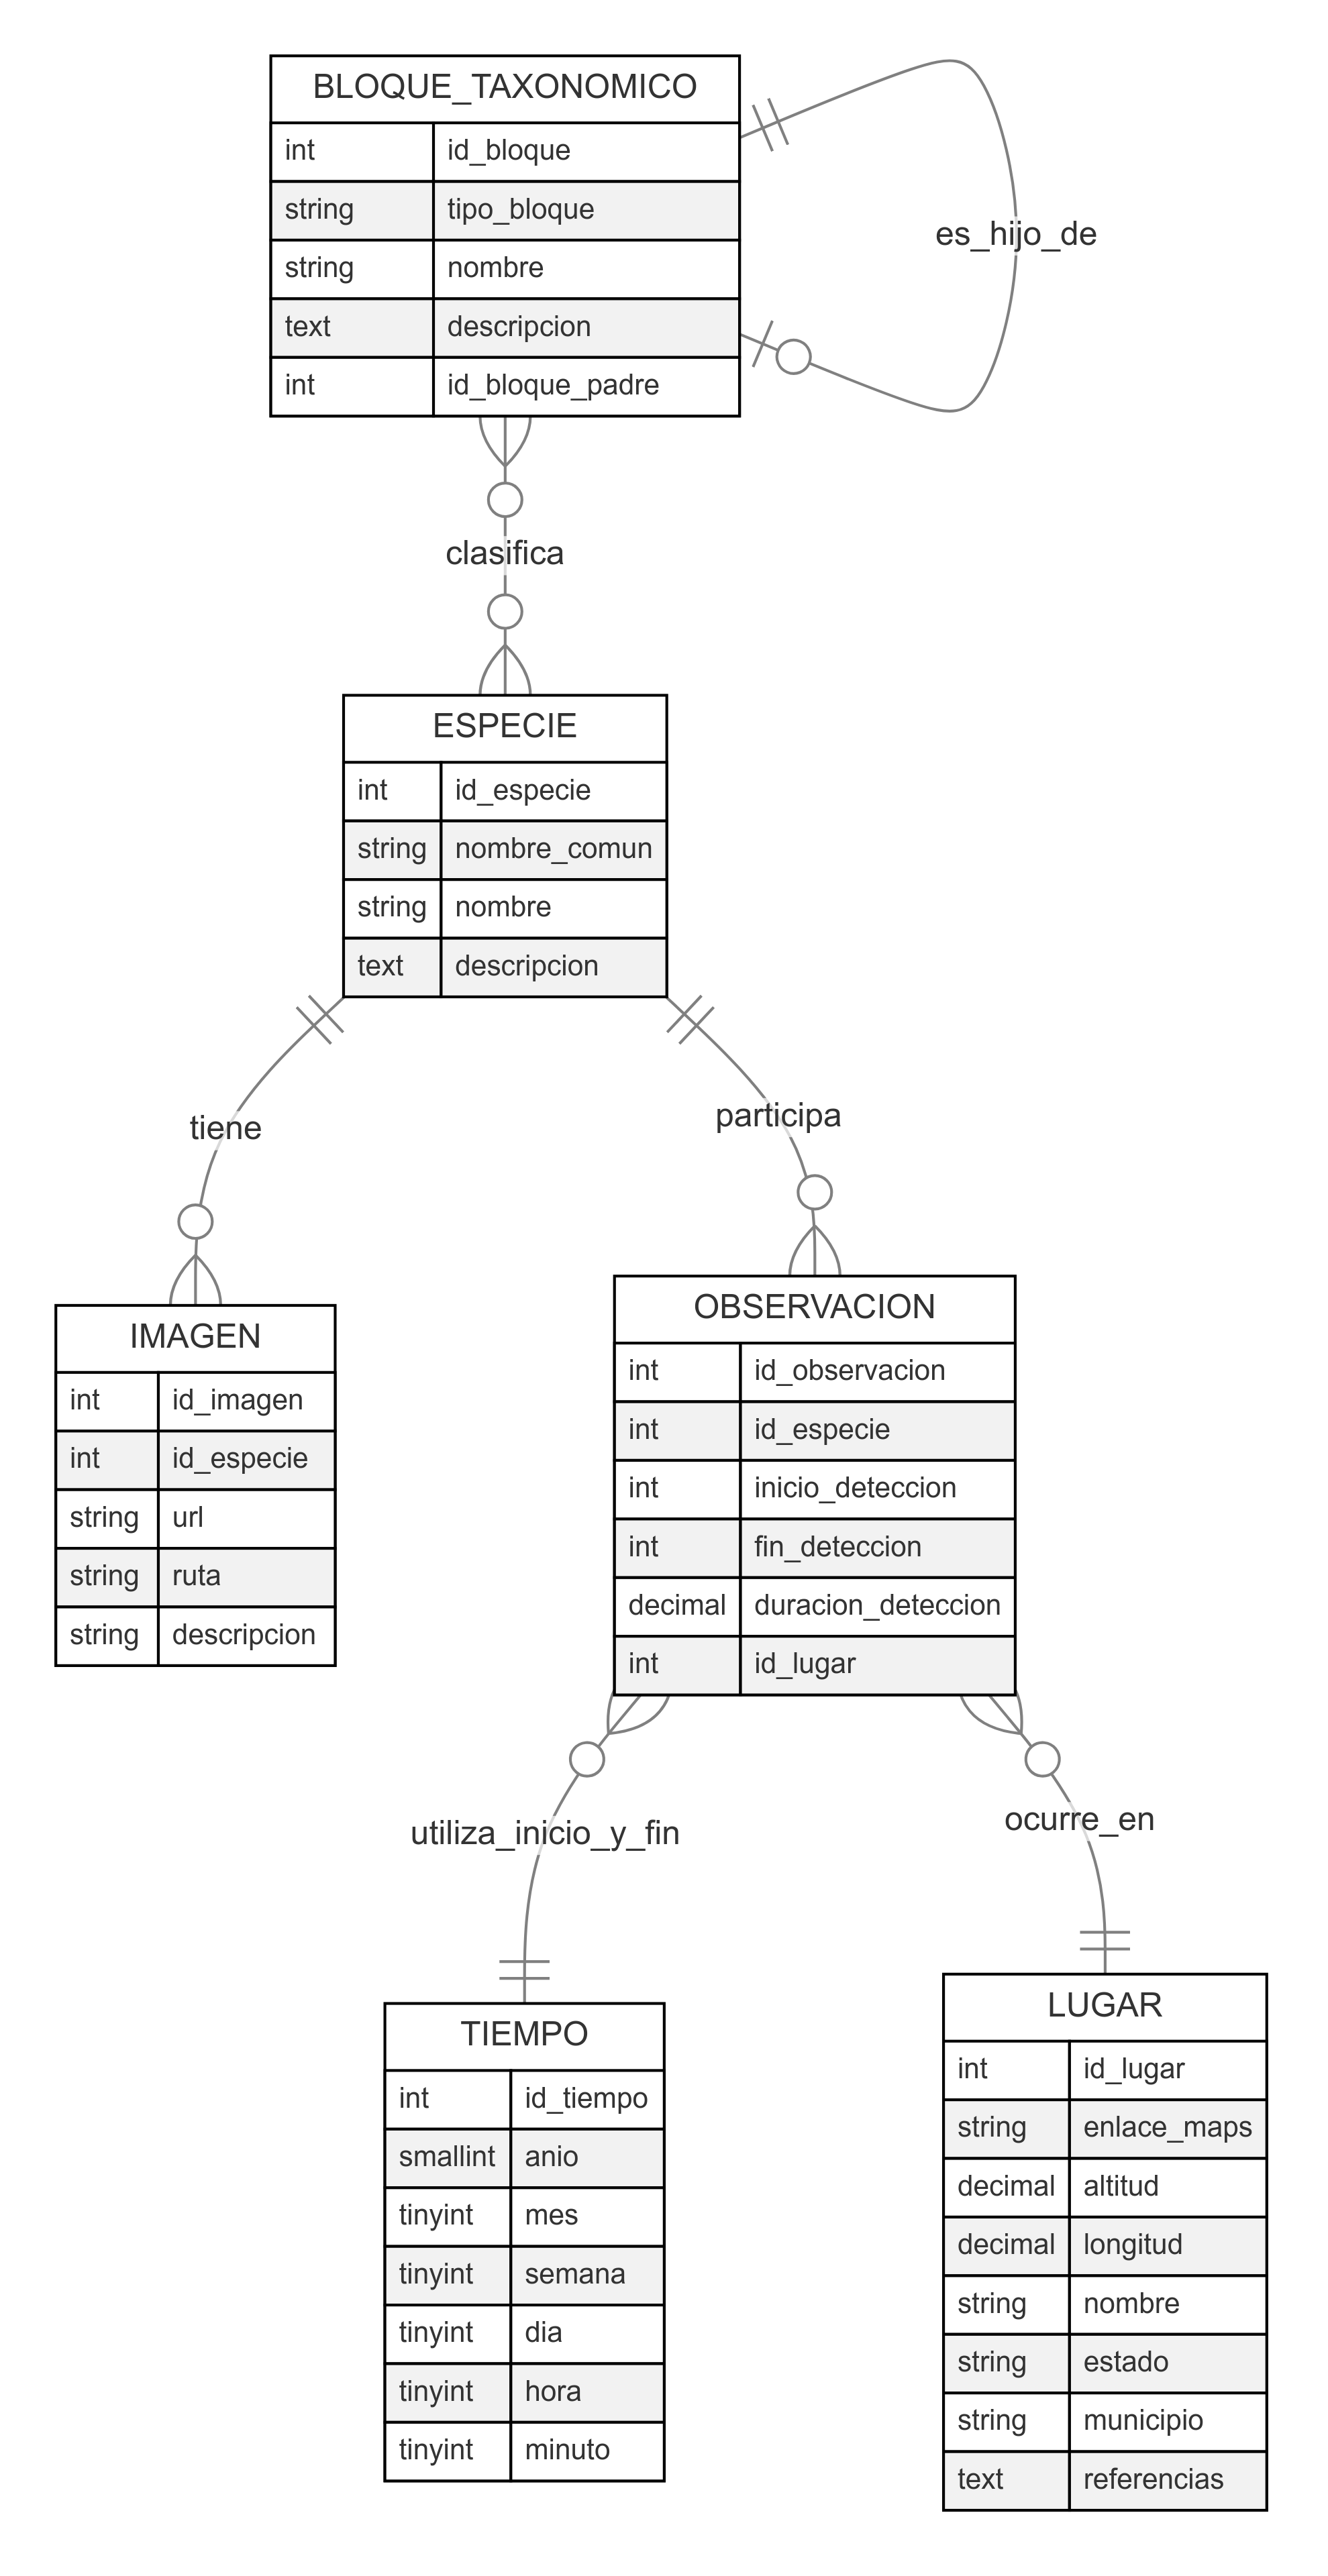 BLOQUE_TAXONOMICO
int id_bloque
string tipo_bloque
string nombre
text descripcion
int id_bloque_padre
es_hijo_de
clasifica
ESPECIE
int id_especie
string nombre_comun
string nombre
text descripcion
tiene
participa
IMAGEN
int id_imagen
int id_especie
string url
string ruta
string descripcion
OBSERVACION
int id_observacion
int id_especie
int inicio_deteccion
int fin_deteccion
decimal duracion_deteccion
int id_lugar
utiliza_inicio_y_fin
ocurre_en
TIEMPO
int id_tiempo
smallint anio
tinyint mes
tinyint semana
tinyint dia
tinyint hora
tinyint minuto
LUGAR
int id_lugar
string enlace_maps
decimal altitud
decimal longitud
string nombre
string estado
string municipio
text referencias